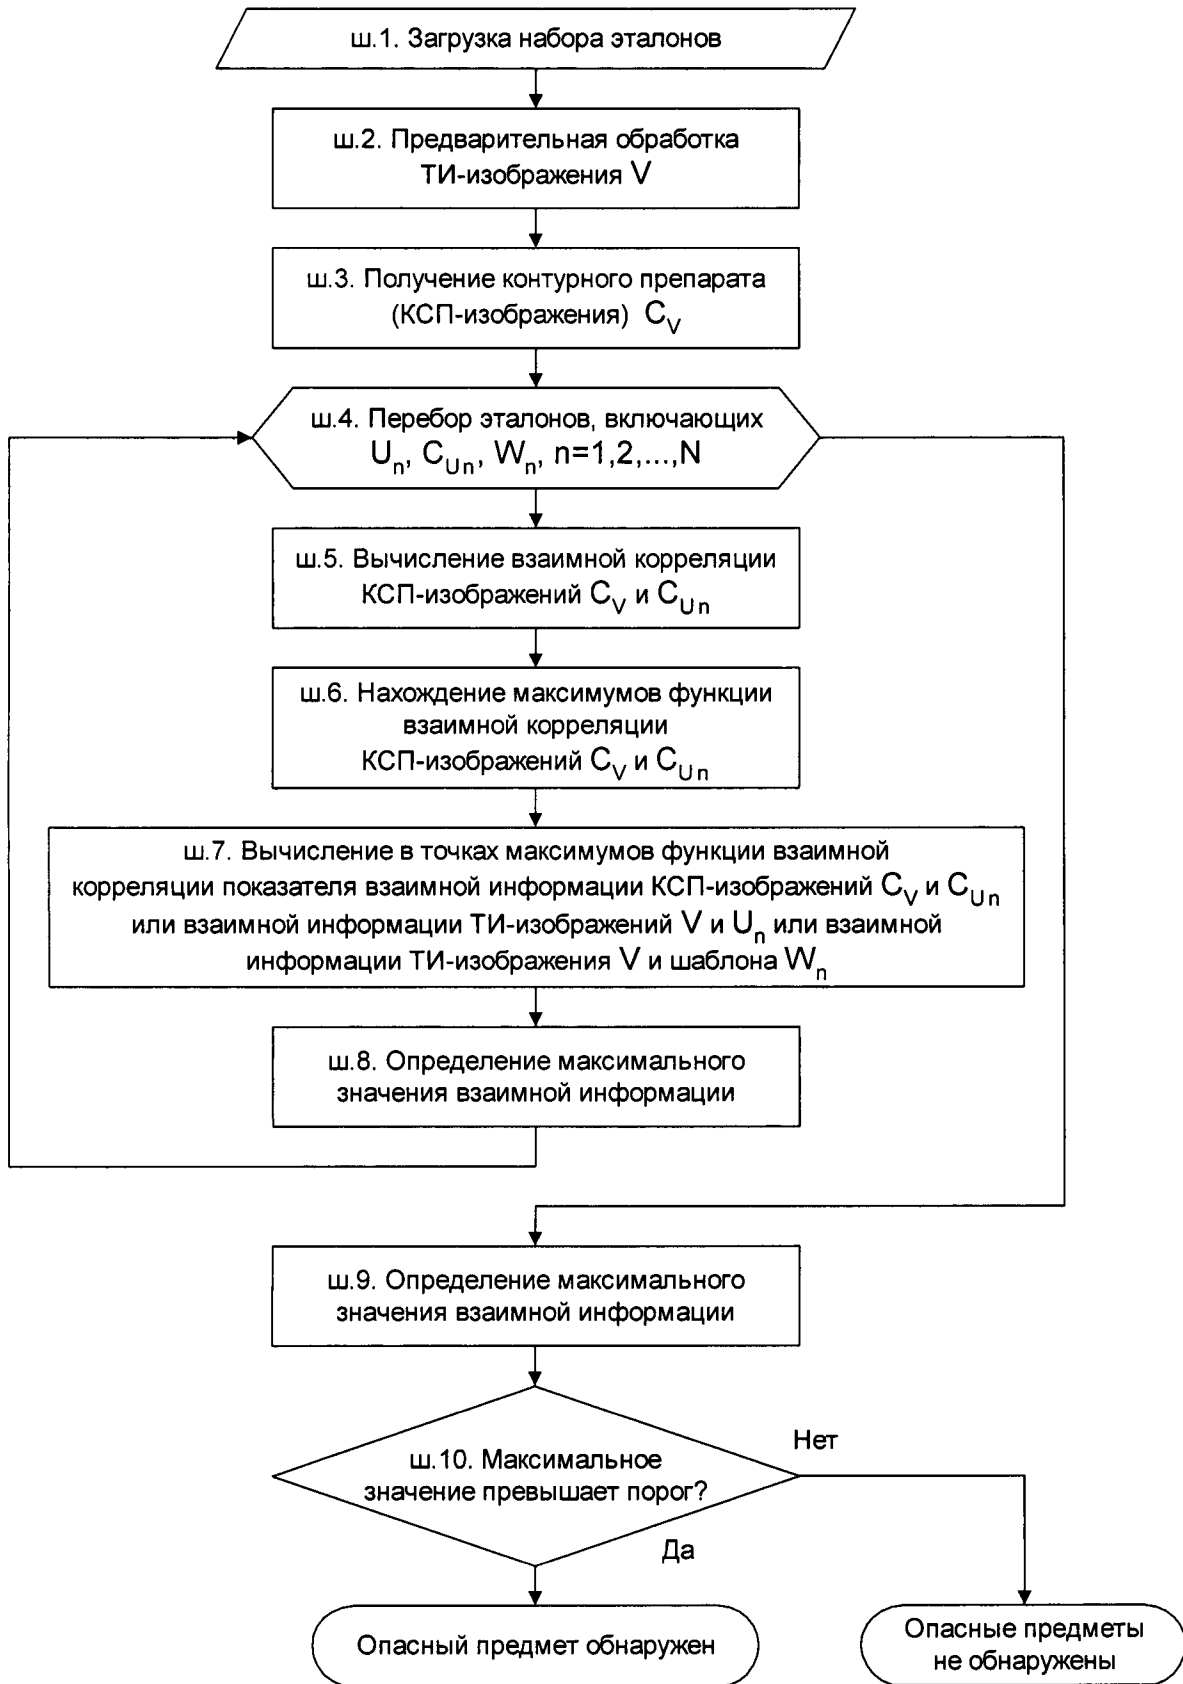 ш.1. Загрузка набора эталонов
ш.2. Предварительная обработка
ТИ-изображения V
ш.3. Получение контурного препарата
(КСП-изображения) C_V
ш.4. Перебор эталонов, включающих
U_n, C_Un, W_n, n=1,2,...,N
ш.5. Вычисление взаимной корреляции
КСП-изображений C_V и C_Un
ш.6. Нахождение максимумов функции
взаимной корреляции
КСП-изображений C_V и C_Un
ш.7. Вычисление в точках максимумов функции взаимной
корреляции показателя взаимной информации КСП-изображений C_V и C_Un
или взаимной информации ТИ-изображений V и U_n или взаимной
информации ТИ-изображения V и шаблона W_n
ш.8. Определение максимального
значения взаимной информации
ш.9. Определение максимального
значения взаимной информации
ш.10. Максимальное
значение превышает порог?
Нет
Да
Опасный предмет обнаружен
Опасные предметы
не обнаружены